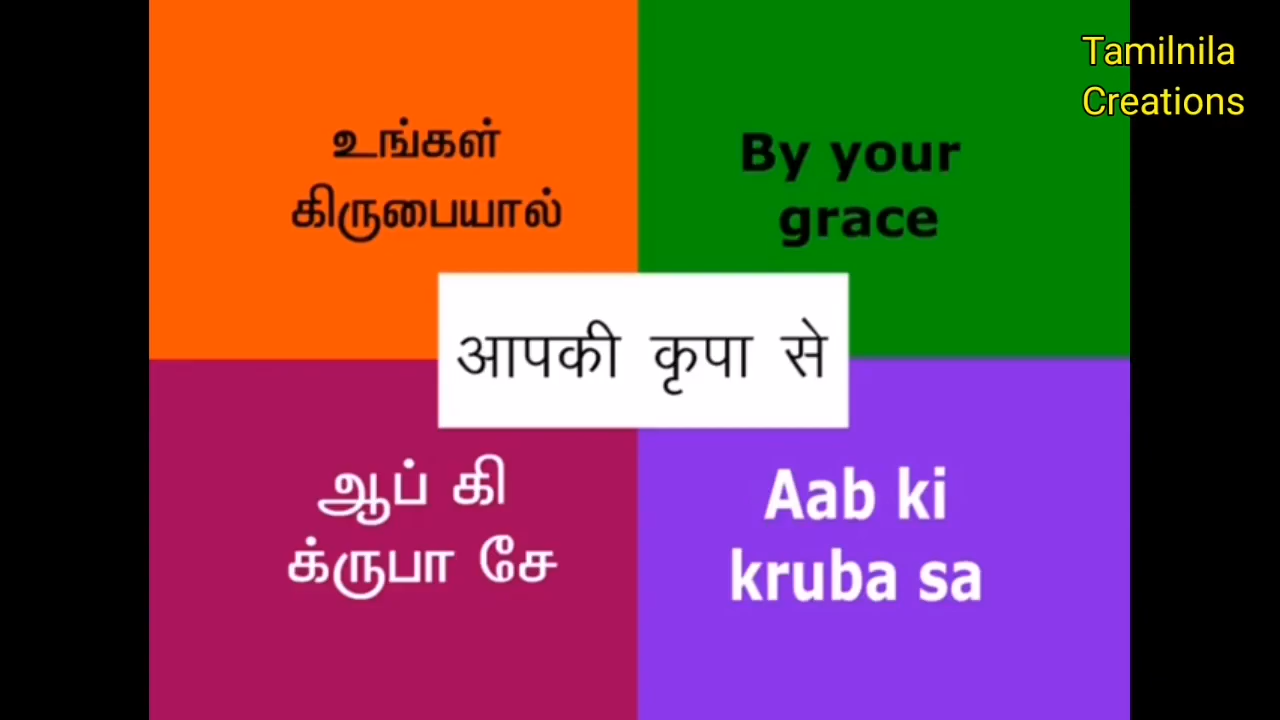 Tamilnila
Creations
உங்கள்
கிருபையால்
By your
grace
आपकी कृपा से
ஆப் கி
க்ருபா சே
Aab ki
kruba sa